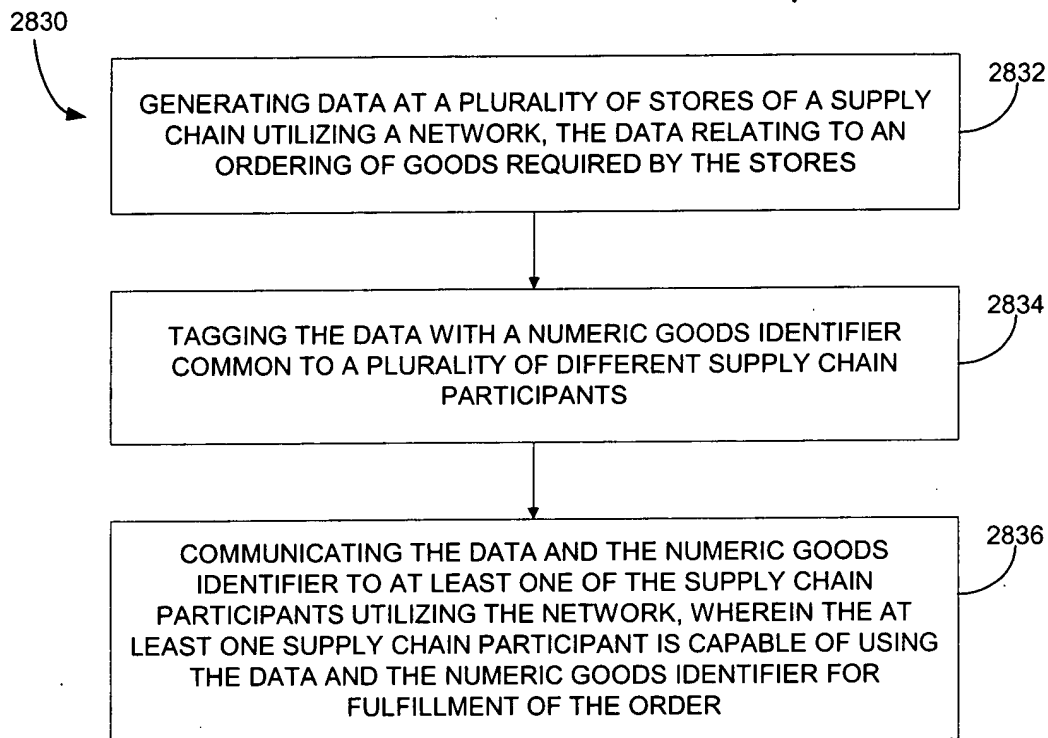 2830
2832
GENERATING DATA AT A PLURALITY OF STORES OF A SUPPLY
CHAIN UTILIZING A NETWORK, THE DATA RELATING TO AN
ORDERING OF GOODS REQUIRED BY THE STORES
2834
TAGGING THE DATA WITH A NUMERIC GOODS IDENTIFIER
COMMON TO A PLURALITY OF DIFFERENT SUPPLY CHAIN
PARTICIPANTS
2836
COMMUNICATING THE DATA AND THE NUMERIC GOODS
IDENTIFIER TO AT LEAST ONE OF THE SUPPLY CHAIN
PARTICIPANTS UTILIZING THE NETWORK, WHEREIN THE AT
LEAST ONE SUPPLY CHAIN PARTICIPANT IS CAPABLE OF USING
THE DATA AND THE NUMERIC GOODS IDENTIFIER FOR
FULFILLMENT OF THE ORDER